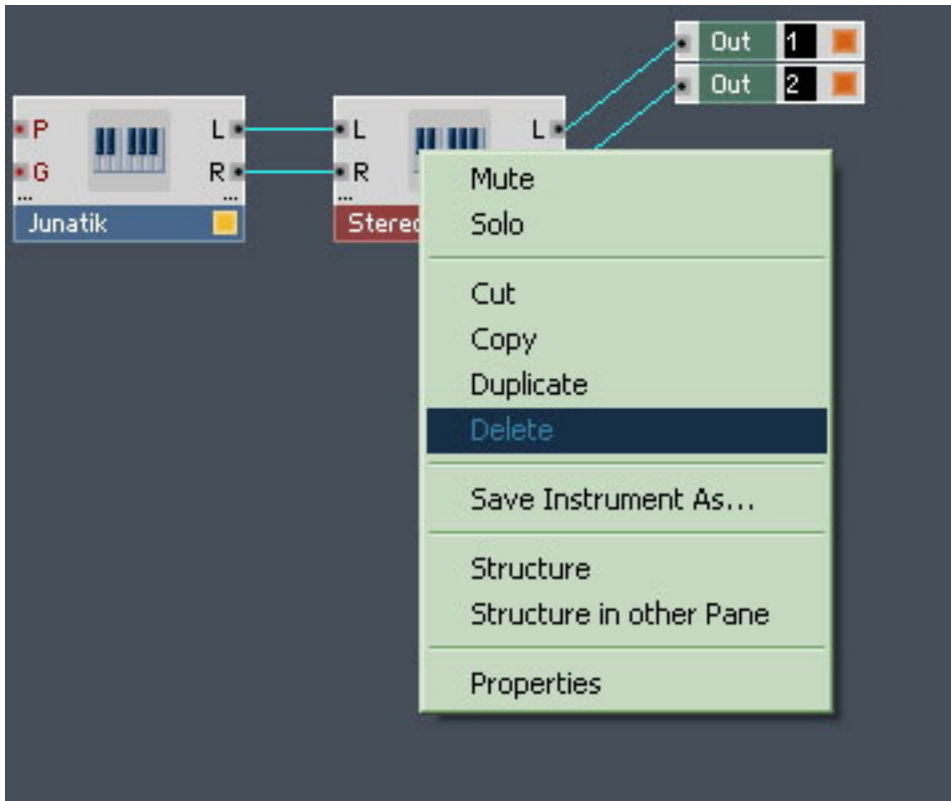 Out 1
Out 2
P L L L
G R R
... ... ...
Junatik
Mute
Solo
Cut
Copy
Duplicate
Delete
Save Instrument As...
Structure
Structure in other Pane
Properties